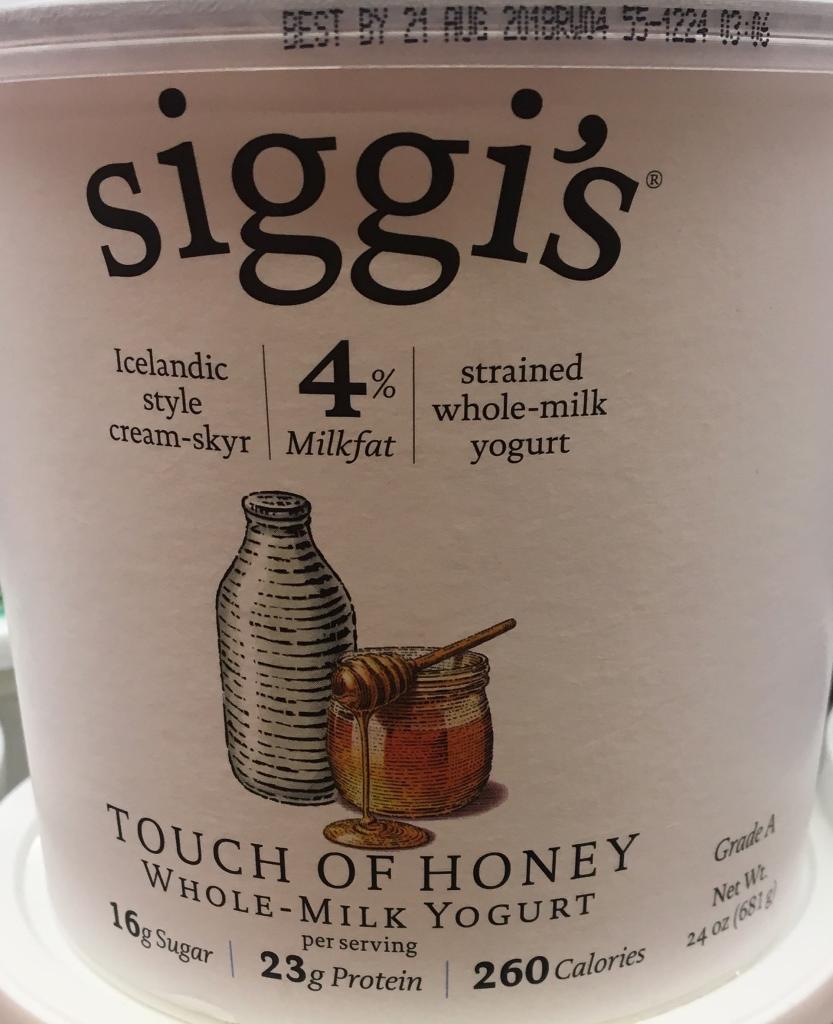 BEST BY 21 AUG 2018RW04 55-1224 03:06
siggi's®
Icelandic
style
cream-skyr
4%
Milkfat
strained
whole-milk
yogurt
TOUCH OF HONEY
WHOLE-MILK YOGURT
per serving
16g Sugar
23g Protein
260 Calories
Grade A
Net Wt.
24 oz (681g)